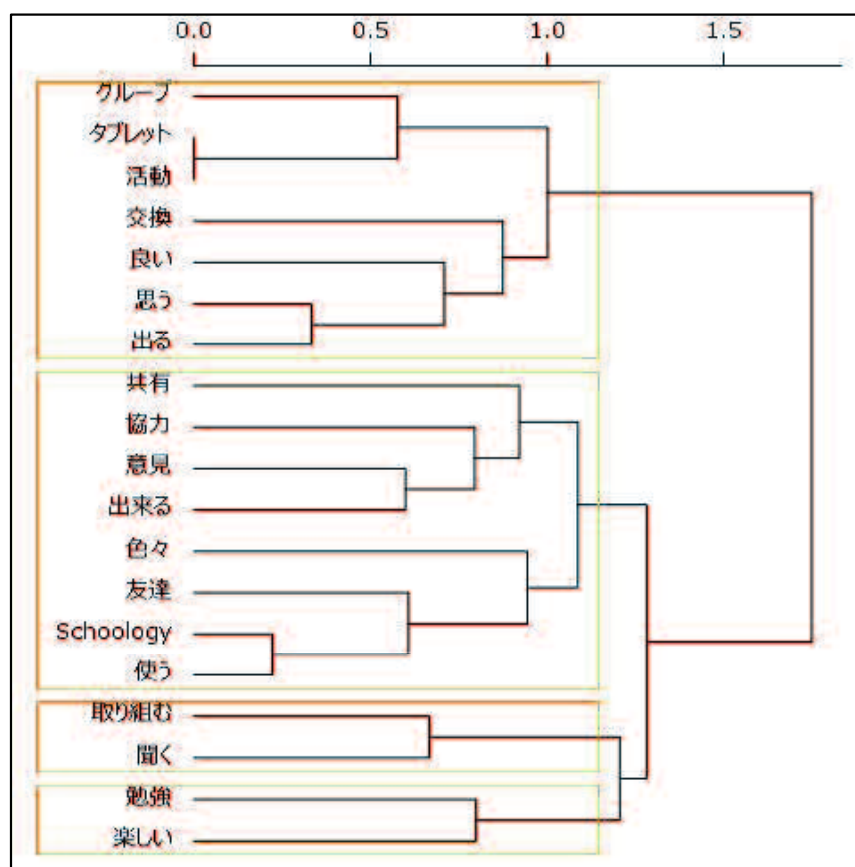 0.0 0.5 1.0 1.5
グループ
タブレット
活動
交換
良い
思う
出る
共有
協力
意見
出来る
色々
友達
Schoology
使う
取り組む
聞く
勉強
楽しい